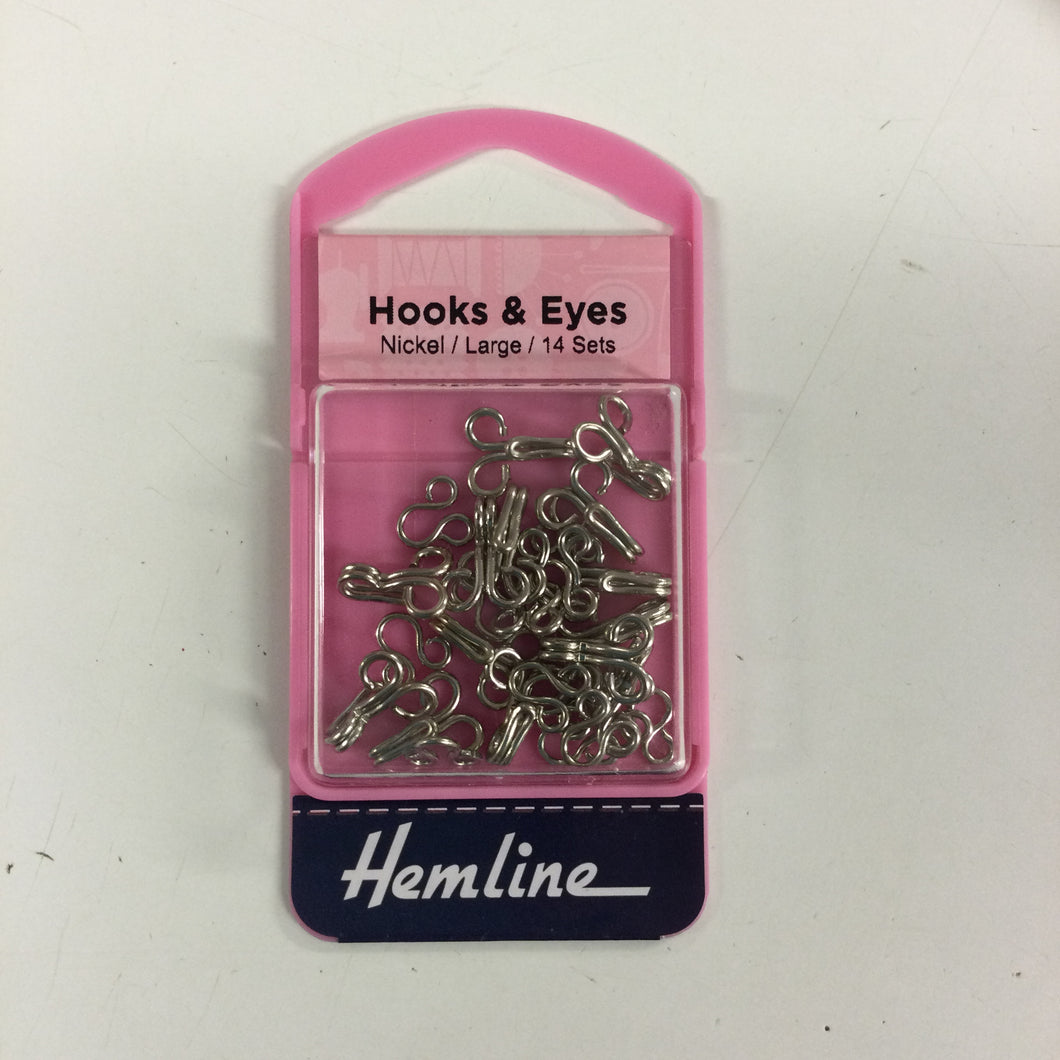 Hooks & Eyes
Nickel / Large / 14 Sets
Hemline